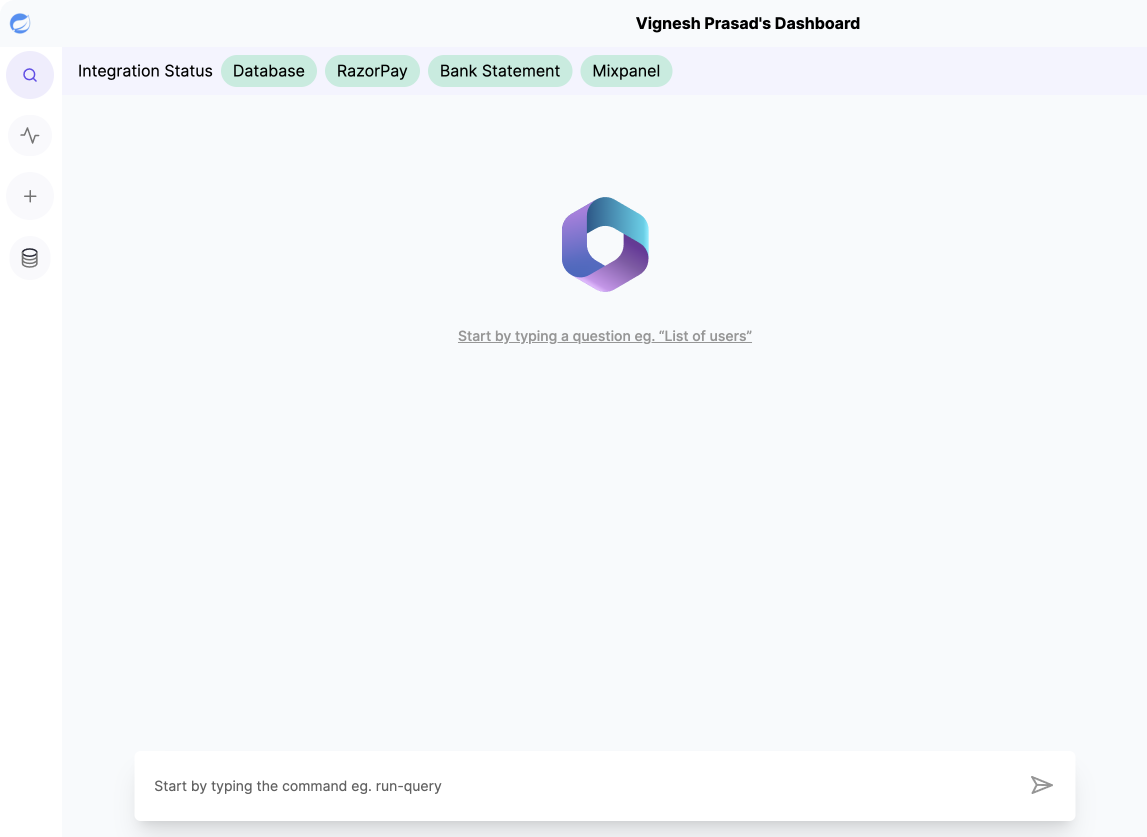 Vignesh Prasad's Dashboard
Integration Status Database RazorPay Bank Statement Mixpanel
Start by typing a question eg. “List of users”
Start by typing the command eg. run-query